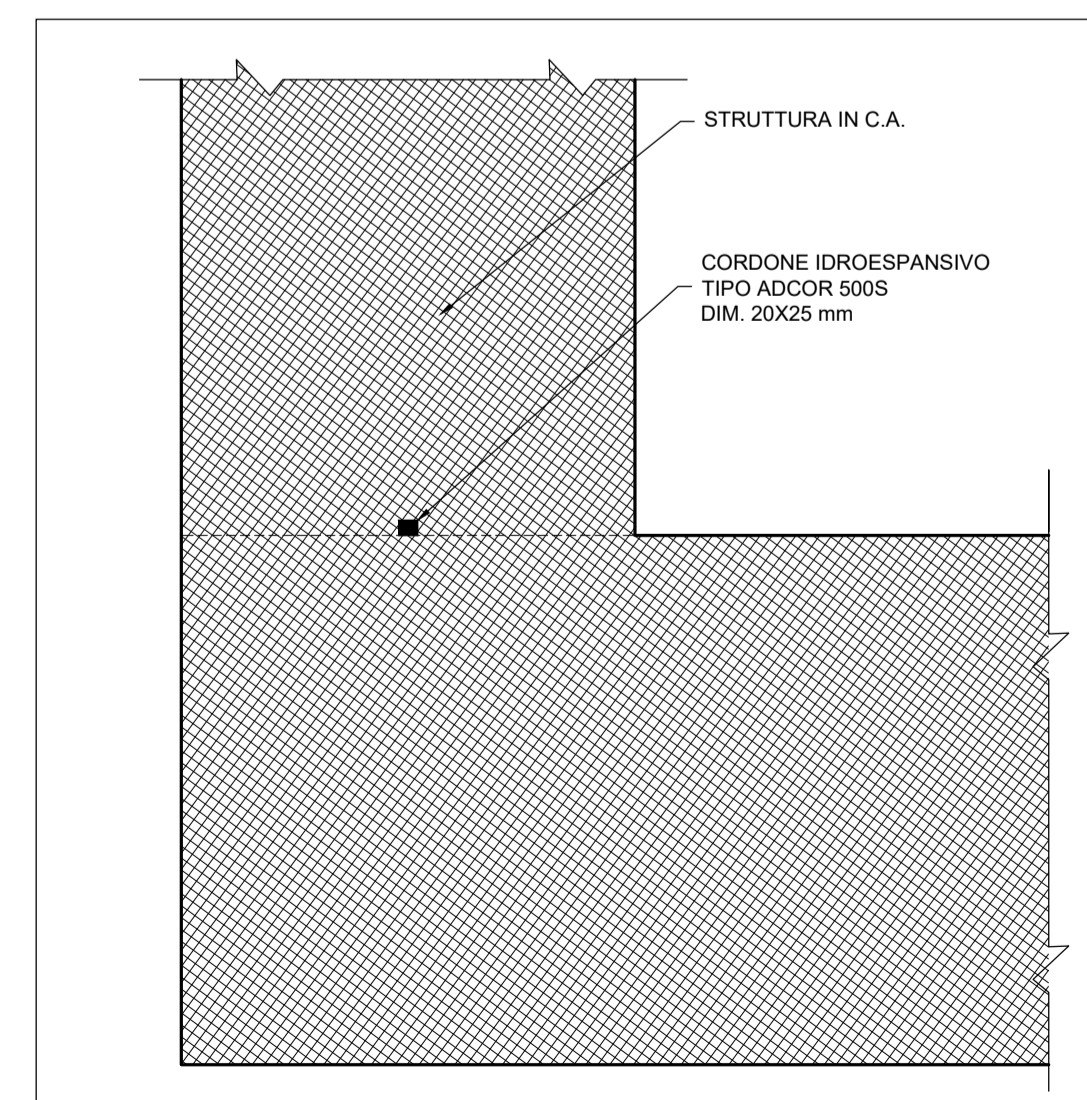 STRUTTURA IN C.A.
CORDONE IDROESPANSIVO
TIPO ADCOR 500S
DIM. 20X25 mm